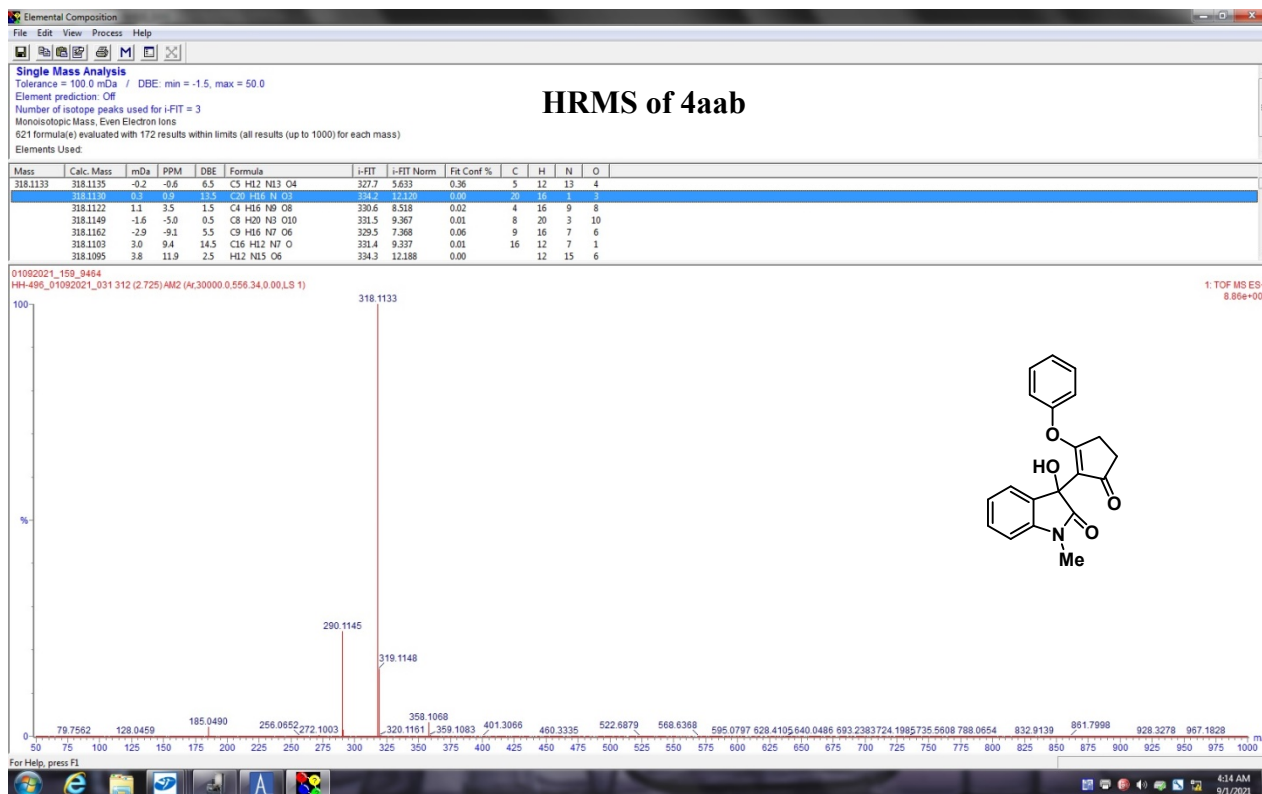 Elemental Composition
File Edit View Process Help
Single Mass Analysis
Tolerance = 100.0 mDa / DBE: min = -1.5, max = 50.0
Element prediction: Off
Number of isotope peaks used for i-FIT = 3
HRMS of 4aab
Monoisotopic Mass, Even Electron Ions
621 formula(e) evaluated with 172 results within limits (all results (up to 1000) for each mass)
Elements Used:
Mass Calc. Mass mDa PPM DBE Formula i-FIT i-FIT Norm Fit Conf % C H N O
318.1133 318.1135 -0.2 -0.6 6.5 C5 H12 N13 O4 327.7 5.633 0.36 5 12 13 4
318.1130 0.3 0.9 13.5 C20 H16 N O3 334.2 12.120 0.00 20 16 1 3
318.1122 1.1 3.5 1.5 C4 H16 N9 O8 330.6 8.518 0.02 4 16 9 8
318.1149 -1.6 -5.0 0.5 C8 H20 N3 O10 331.5 9.367 0.01 8 20 3 10
318.1162 -2.9 -9.1 5.5 C9 H16 N7 O6 329.5 7.368 0.06 9 16 7 6
318.1103 3.0 9.4 14.5 C16 H12 N7 O 331.4 9.337 0.01 16 12 7 1
318.1095 3.8 11.9 2.5 H12 N15 O6 334.3 12.188 0.00 12 15 6
01092021_159_9464
HH-496_01092021_031 312 (2.725) AM2 (Ar,30000.0,556.34,0.00,LS 1)
1: TOF MS ES
8.86e+00
100
%
0
318.1133
290.1145
319.1148
79.7562 128.0459 185.0490 256.0652 272.1003 320.1161 358.1068 359.1083 401.3066 460.3335 522.6879 568.6368 595.0797 628.4105 640.0486 693.2383 724.1985 735.5608 788.0654 832.9139 861.7998 928.3278 967.1828
O
HO
O
O
N
Me
50 75 100 125 150 175 200 225 250 275 300 325 350 375 400 425 450 475 500 525 550 575 600 625 650 675 700 725 750 775 800 825 850 875 900 925 950 975 1000
For Help, press F1
4:14 AM
9/1/2021